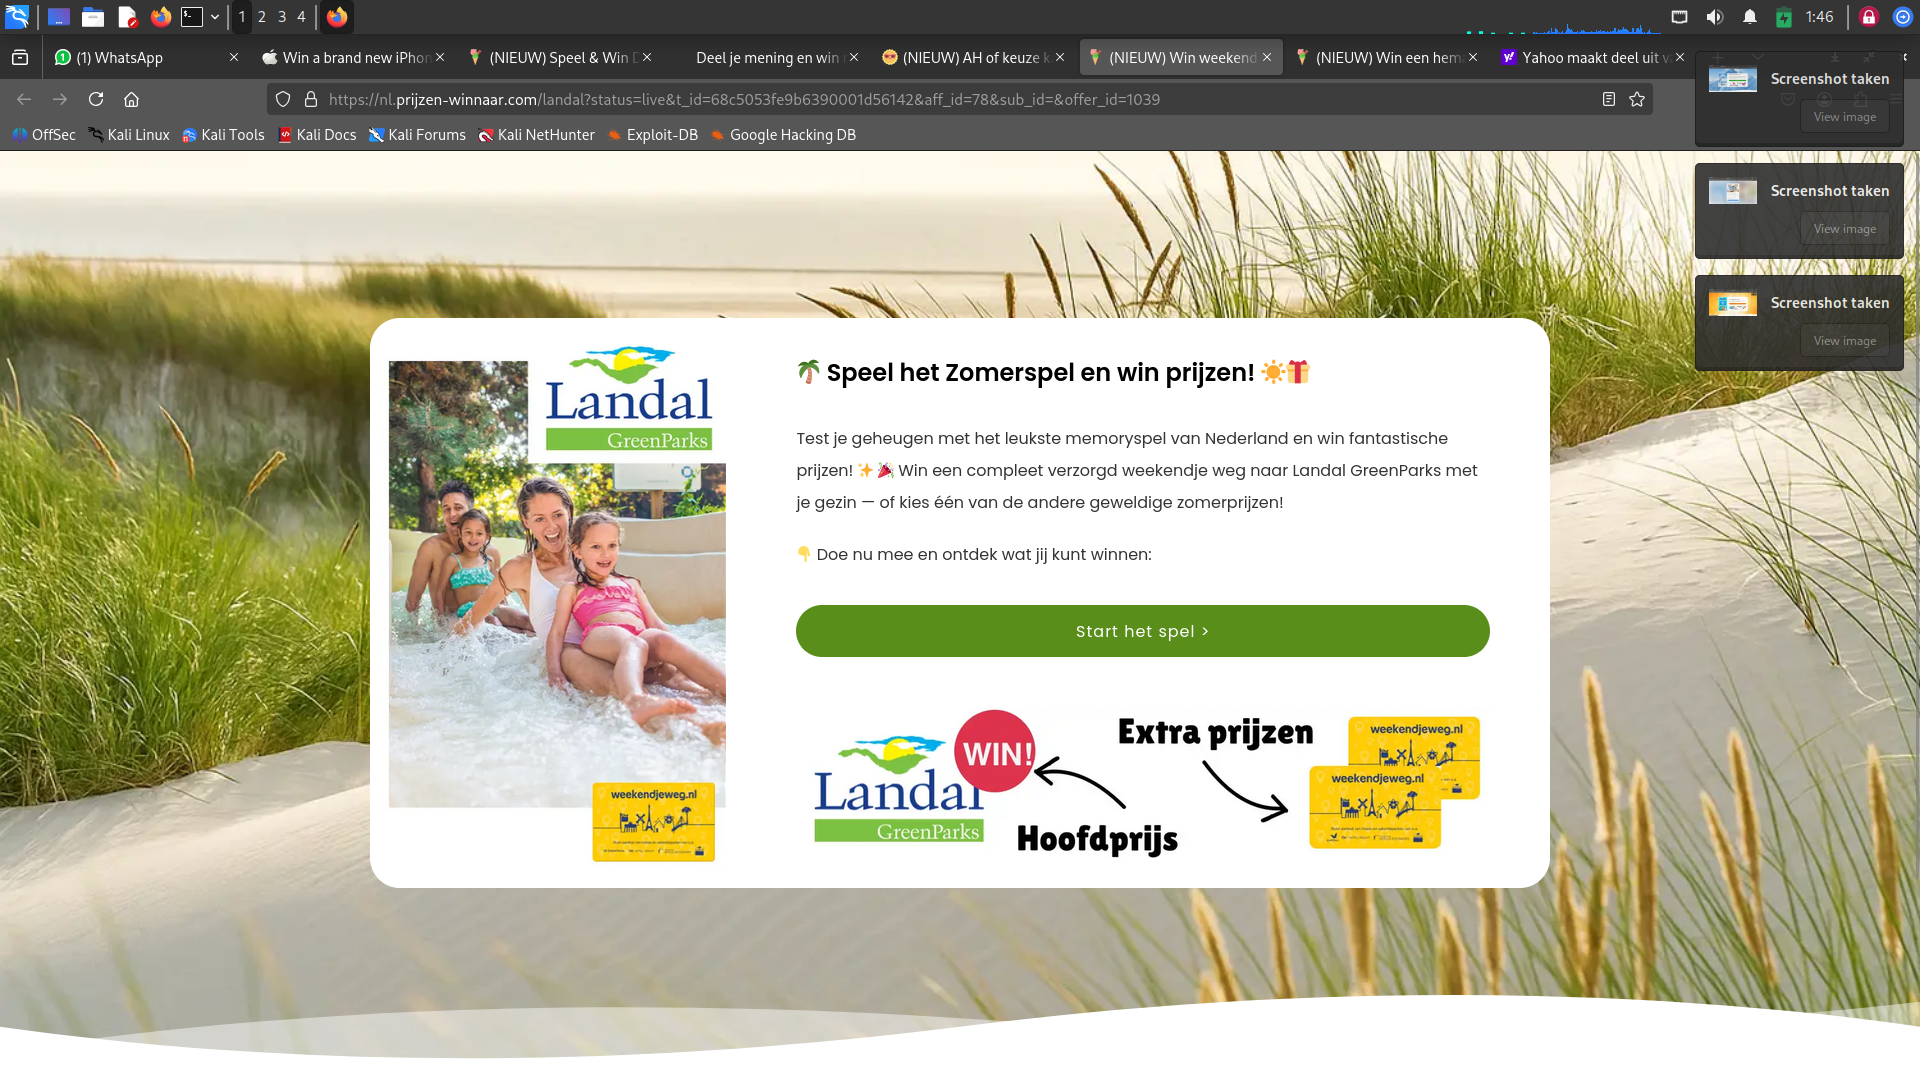 1 2 3 4
1:46
(1) WhatsApp
Win a brand new iPhon
(NIEUW) Speel & Win D
Deel je mening en win
(NIEUW) AH of keuze k
(NIEUW) Win weekend
(NIEUW) Win een hema
Yahoo maakt deel uit v
https://nl.prijzen-winnaar.com/landal?status=live&t_id=68c5053fe9b6390001d56142&aff_id=78&sub_id=&offer_id=1039
OffSec
Kali Linux
Kali Tools
Kali Docs
Kali Forums
Kali NetHunter
Exploit-DB
Google Hacking DB
Screenshot taken
View image
Screenshot taken
View image
Screenshot taken
View image
Landal
GreenParks
weekendjeweg.nl
Speel het Zomerspel en win prijzen!
Test je geheugen met het leukste memoryspel van Nederland en win fantastische
prijzen! Win een compleet verzorgd weekendje weg naar Landal GreenParks met
je gezin — of kies één van de andere geweldige zomerprijzen!
Doe nu mee en ontdek wat jij kunt winnen:
Start het spel >
Landal
GreenParks
WIN!
Hoofdprijs
Extra prijzen
weekendjeweg.nl
weekendjeweg.nl